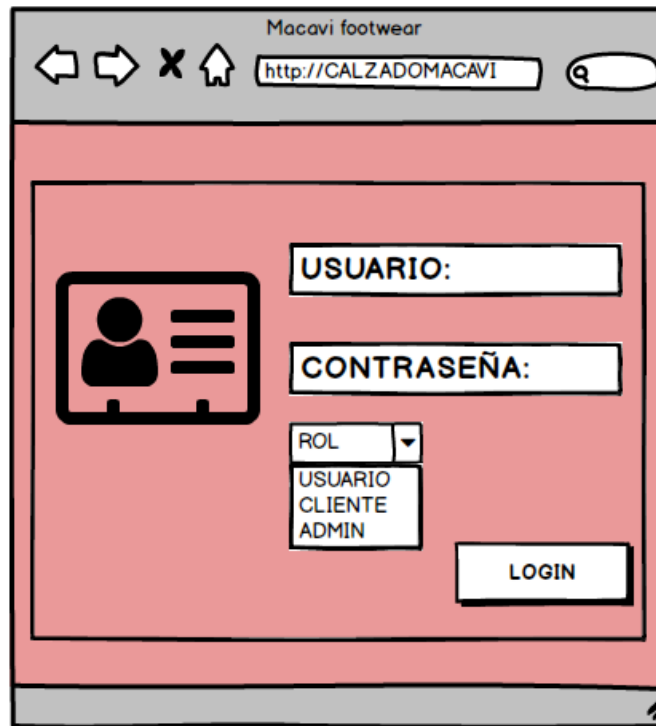 Macavi footwear
http://CALZADOMACAVI
USUARIO:
CONTRASEÑA:
ROL
USUARIO
CLIENTE
ADMIN
LOGIN